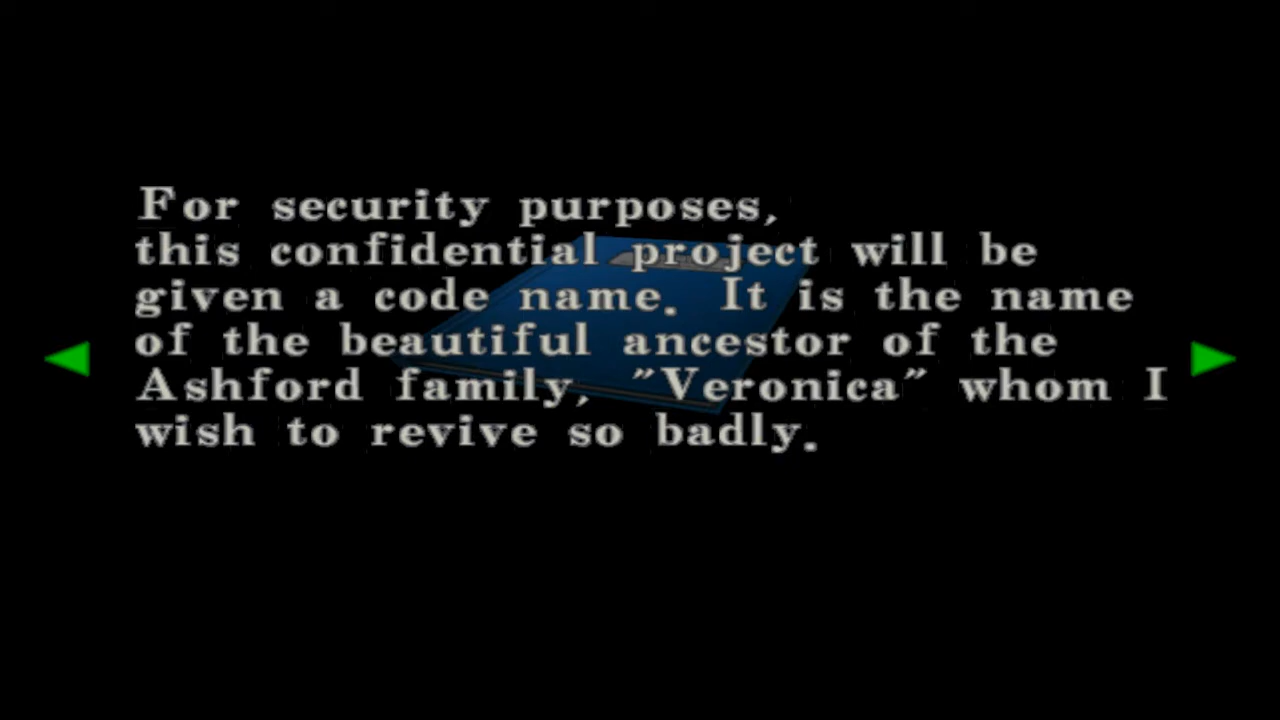 For security purposes,
this confidential project will be
given a code name. It is the name
of the beautiful ancestor of the
Ashford family, "Veronica" whom I
wish to revive so badly.